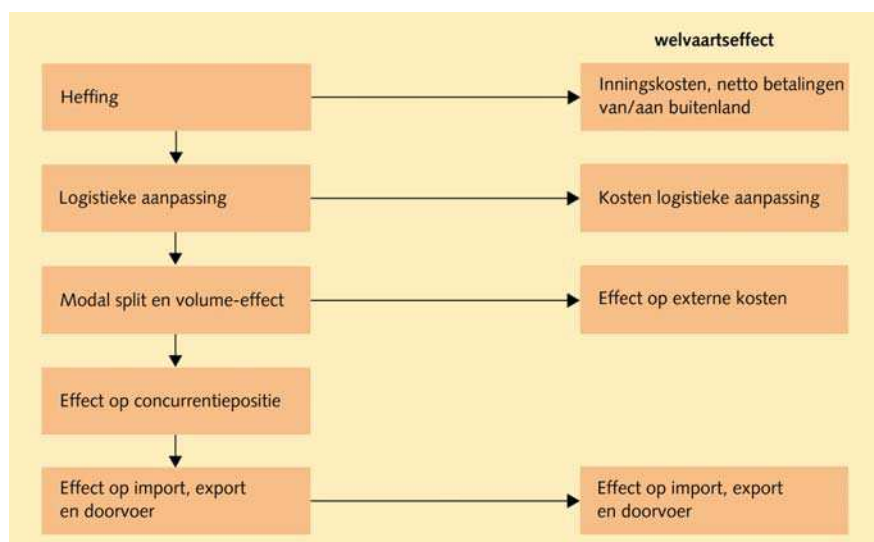 welvaartseffect
Heffing
Inningskosten, netto betalingen
van/aan buitenland
Logistieke aanpassing
Kosten logistieke aanpassing
Modal split en volume-effect
Effect op externe kosten
Effect op concurrentiepositie
Effect op import, export
en doorvoer
Effect op import, export
en doorvoer